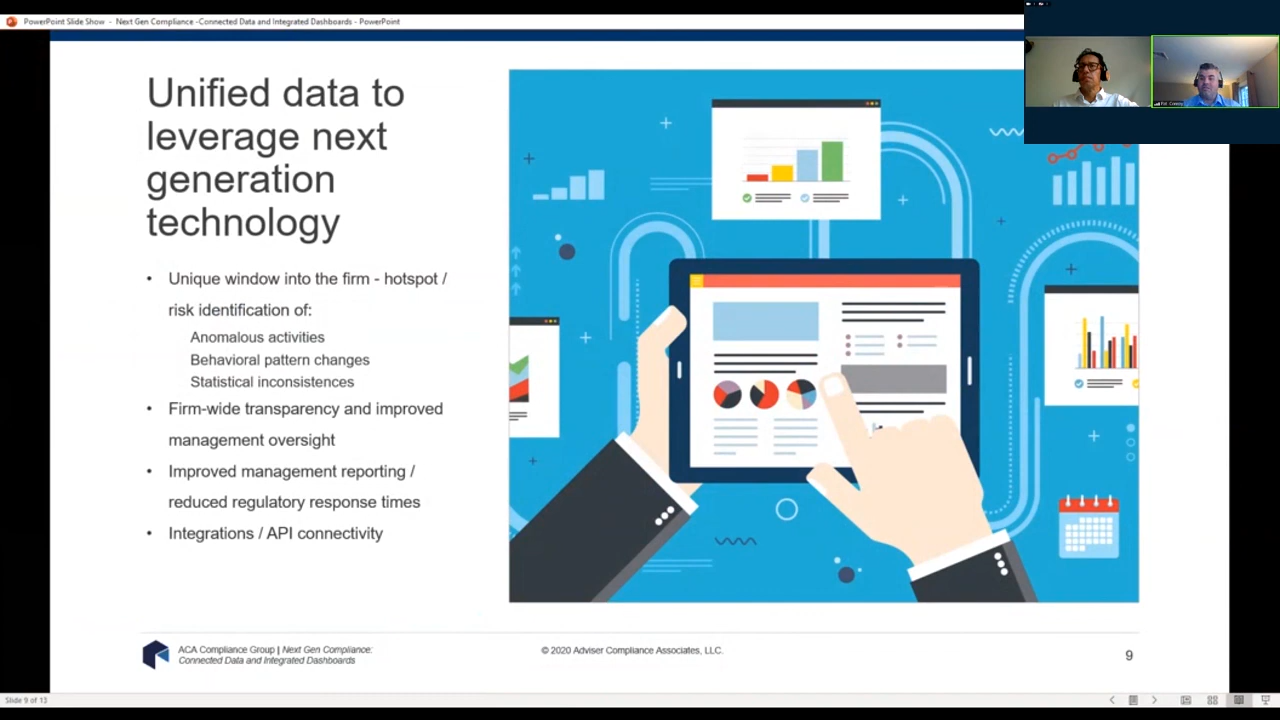 PowerPoint Slide Show - Next Gen Compliance -Connected Data and Integrated Dashboards - PowerPoint
Unified data to
leverage next
generation
technology
• Unique window into the firm - hotspot /
risk identification of:
Anomalous activities
Behavioral pattern changes
Statistical inconsistences
• Firm-wide transparency and improved
management oversight
• Improved management reporting /
reduced regulatory response times
• Integrations / API connectivity
ACA Compliance Group | Next Gen Compliance:
Connected Data and Integrated Dashboards
© 2020 Adviser Compliance Associates, LLC.
9
Slide 9 of 13